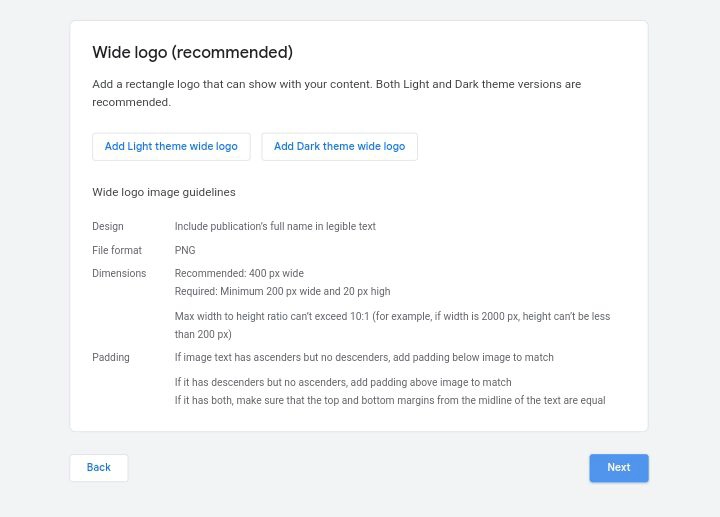 Wide logo (recommended)
Add a rectangle logo that can show with your content. Both Light and Dark theme versions are
recommended.
Add Light theme wide logo
Add Dark theme wide logo
Wide logo image guidelines
Design
Include publication's full name in legible text
File format
PNG
Dimensions
Recommended: 400 px wide
Required: Minimum 200 px wide and 20 px high
Max width to height ratio can't exceed 10:1 (for example, if width is 2000 px, height can't be less
than 200 px)
Padding
If image text has ascenders but no descenders, add padding below image to match
If it has descenders but no ascenders, add padding above image to match
If it has both, make sure that the top and bottom margins from the midline of the text are equal
Back
Next